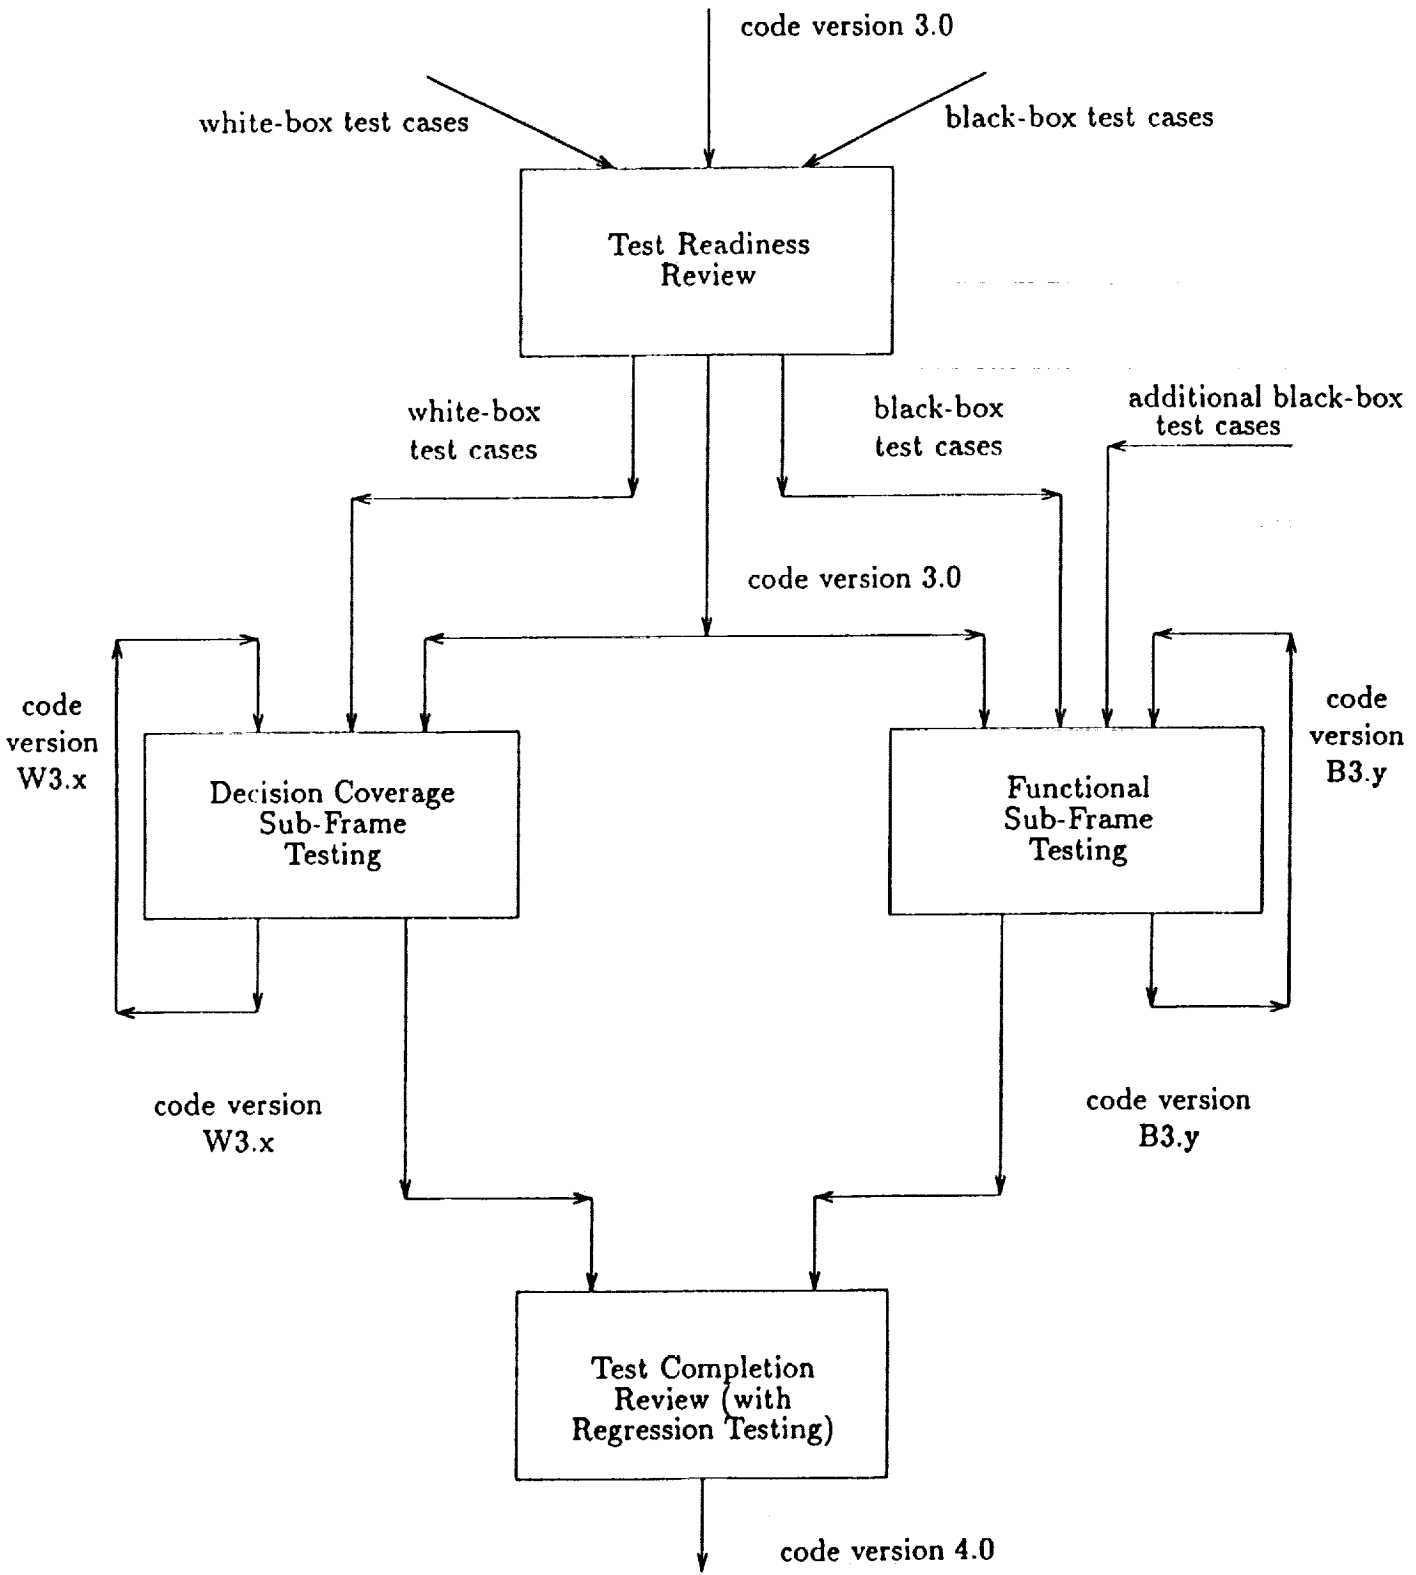 code version 3.0
white-box test cases
black-box test cases
Test Readiness
Review
white-box
test cases
black-box
test cases
additional black-box
test cases
code version 3.0
code
version
W3.x
code
version
B3.y
Decision Coverage
Sub-Frame
Testing
Functional
Sub-Frame
Testing
code version
W3.x
code version
B3.y
Test Completion
Review (with
Regression Testing)
code version 4.0